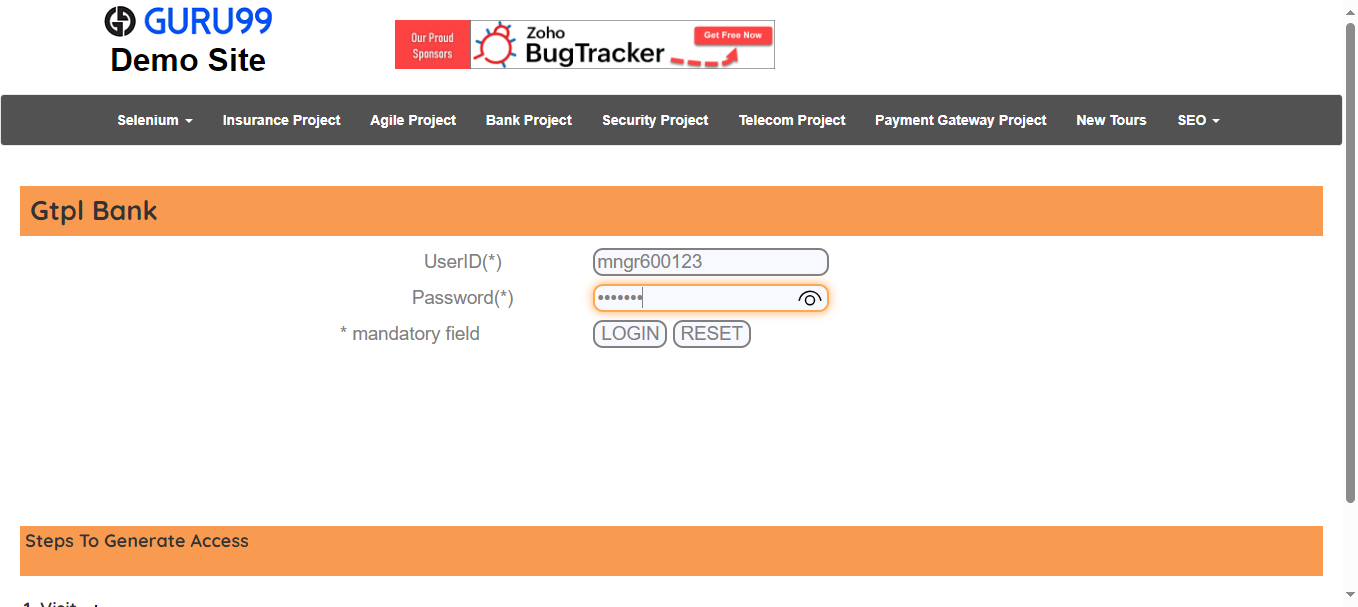 GURU99
Demo Site
Our Proud
Sponsors
Zoho
BugTracker
Get Free Now
Selenium Insurance Project Agile Project Bank Project Security Project Telecom Project Payment Gateway Project New Tours SEO
Gtpl Bank
UserID(*) mngr600123
Password(*) •••••••
* mandatory field LOGIN RESET
Steps To Generate Access
1. Visit